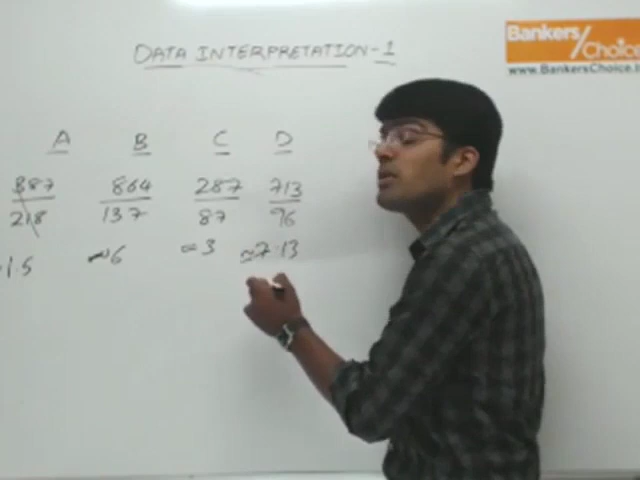 DATA INTERPRETATION-1
Bankers/Choice
www.BankersChoice.i
A B C D
387 864 287 713
218 137 87 96
1.5 ~6 ≈3 ≈7.13